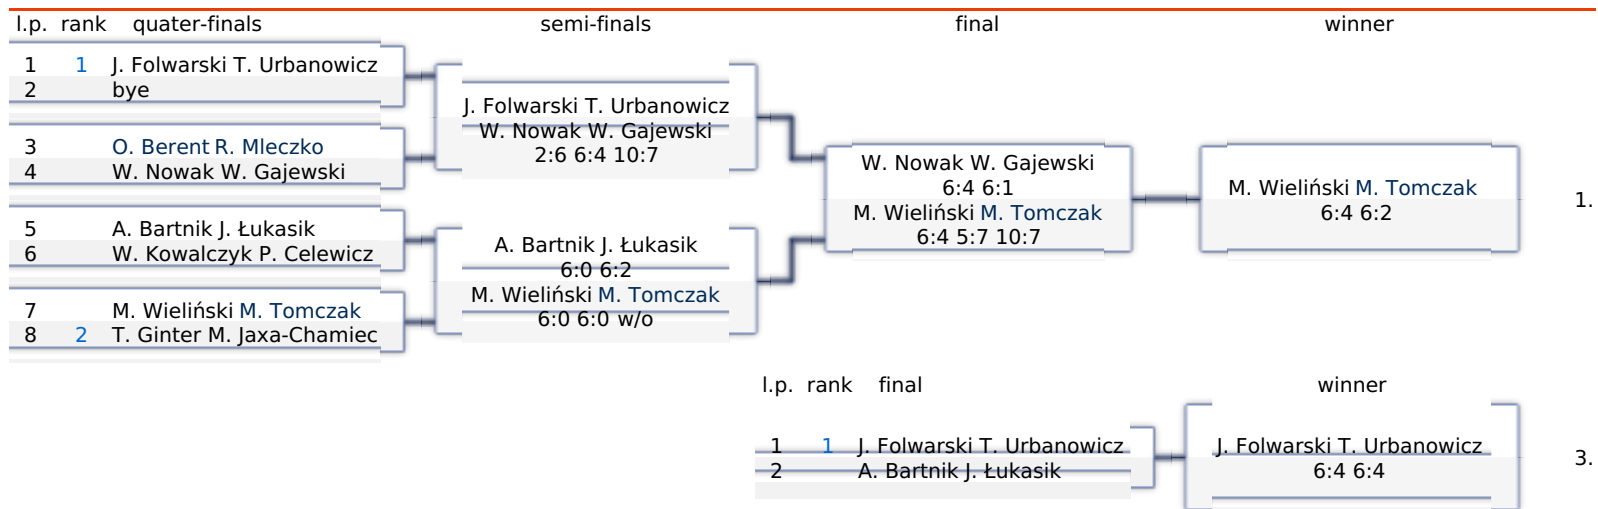 l.p. rank quater-finals semi-finals final winner
1 1 J. Folwarski T. Urbanowicz
2 bye
3 O. Berent R. Mleczko
4 W. Nowak W. Gajewski
5 A. Bartnik J. Łukasik
6 W. Kowalczyk P. Celewicz
7 M. Wieliński M. Tomczak
8 2 T. Ginter M. Jaxa-Chamiec
J. Folwarski T. Urbanowicz
W. Nowak W. Gajewski
2:6 6:4 10:7
A. Bartnik J. Łukasik
6:0 6:2
M. Wieliński M. Tomczak
6:0 6:0 w/o
W. Nowak W. Gajewski
6:4 6:1
M. Wieliński M. Tomczak
6:4 5:7 10:7
M. Wieliński M. Tomczak
6:4 6:2
1.
l.p. rank final winner
1 1 J. Folwarski T. Urbanowicz
2 A. Bartnik J. Łukasik
J. Folwarski T. Urbanowicz
6:4 6:4
3.